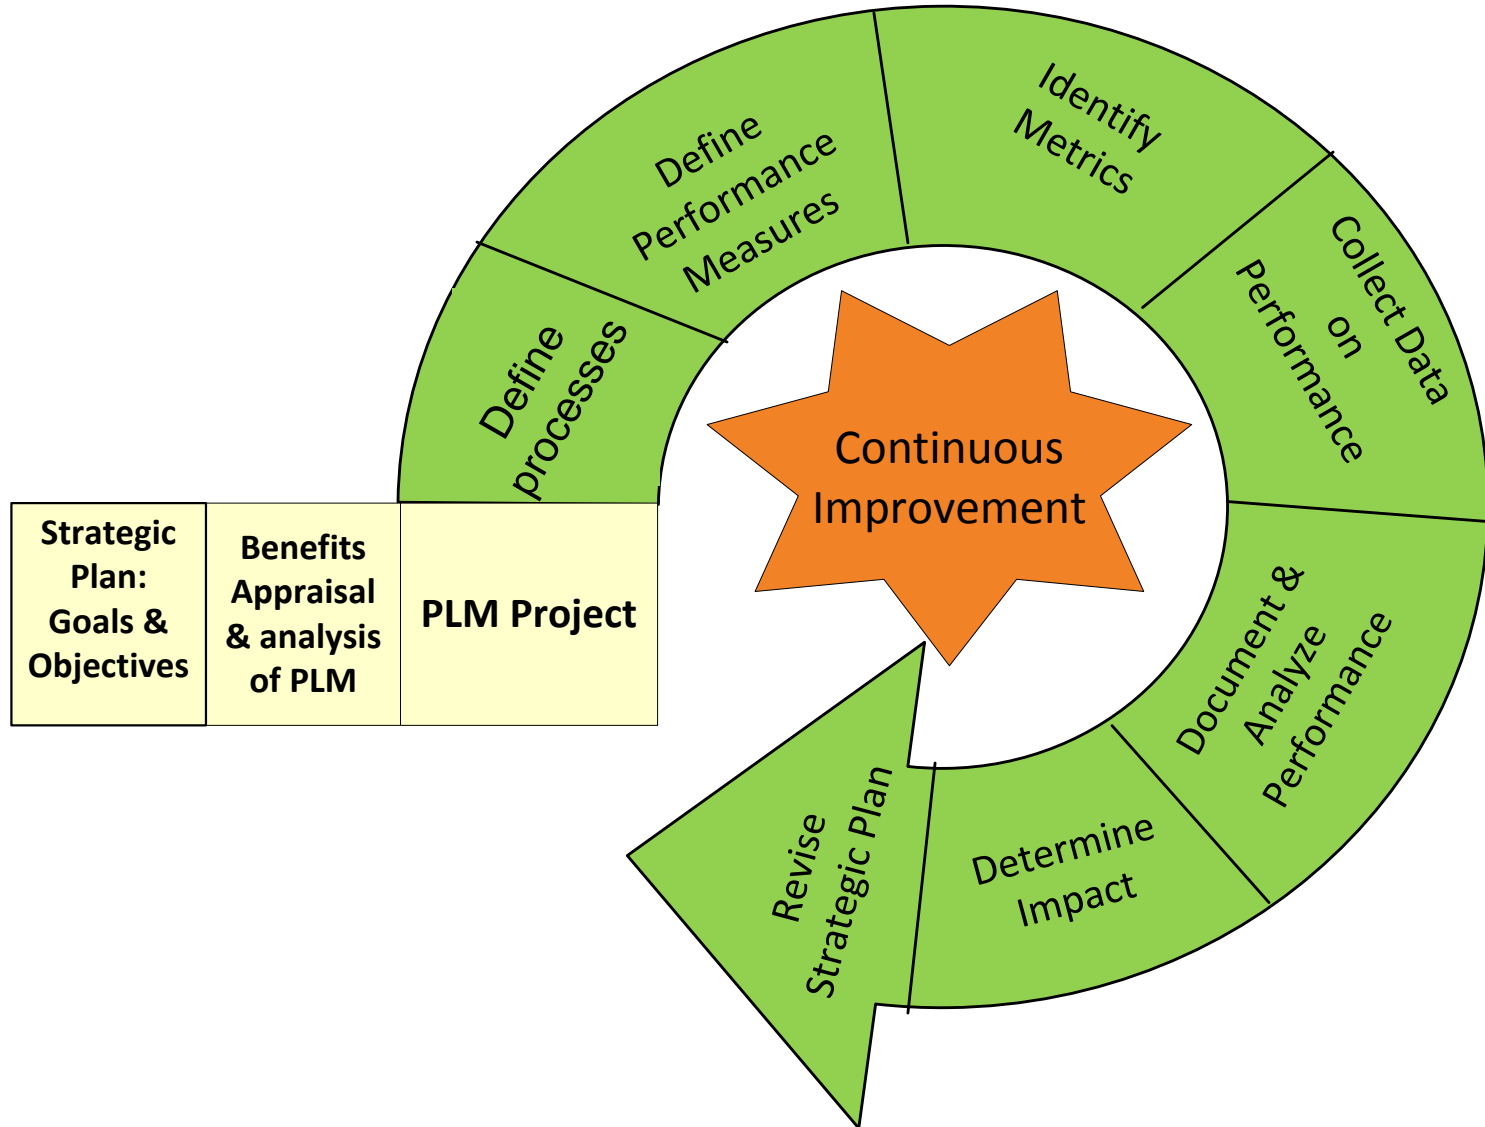 Strategic
Plan:
Goals &
Objectives
Benefits
Appraisal
& analysis
of PLM
PLM Project
Define
processes
Define
Performance
Measures
Identify
Metrics
Collect Data
on
Performance
Document &
Analyze
Performance
Determine
Impact
Revise
Strategic Plan
Continuous
Improvement